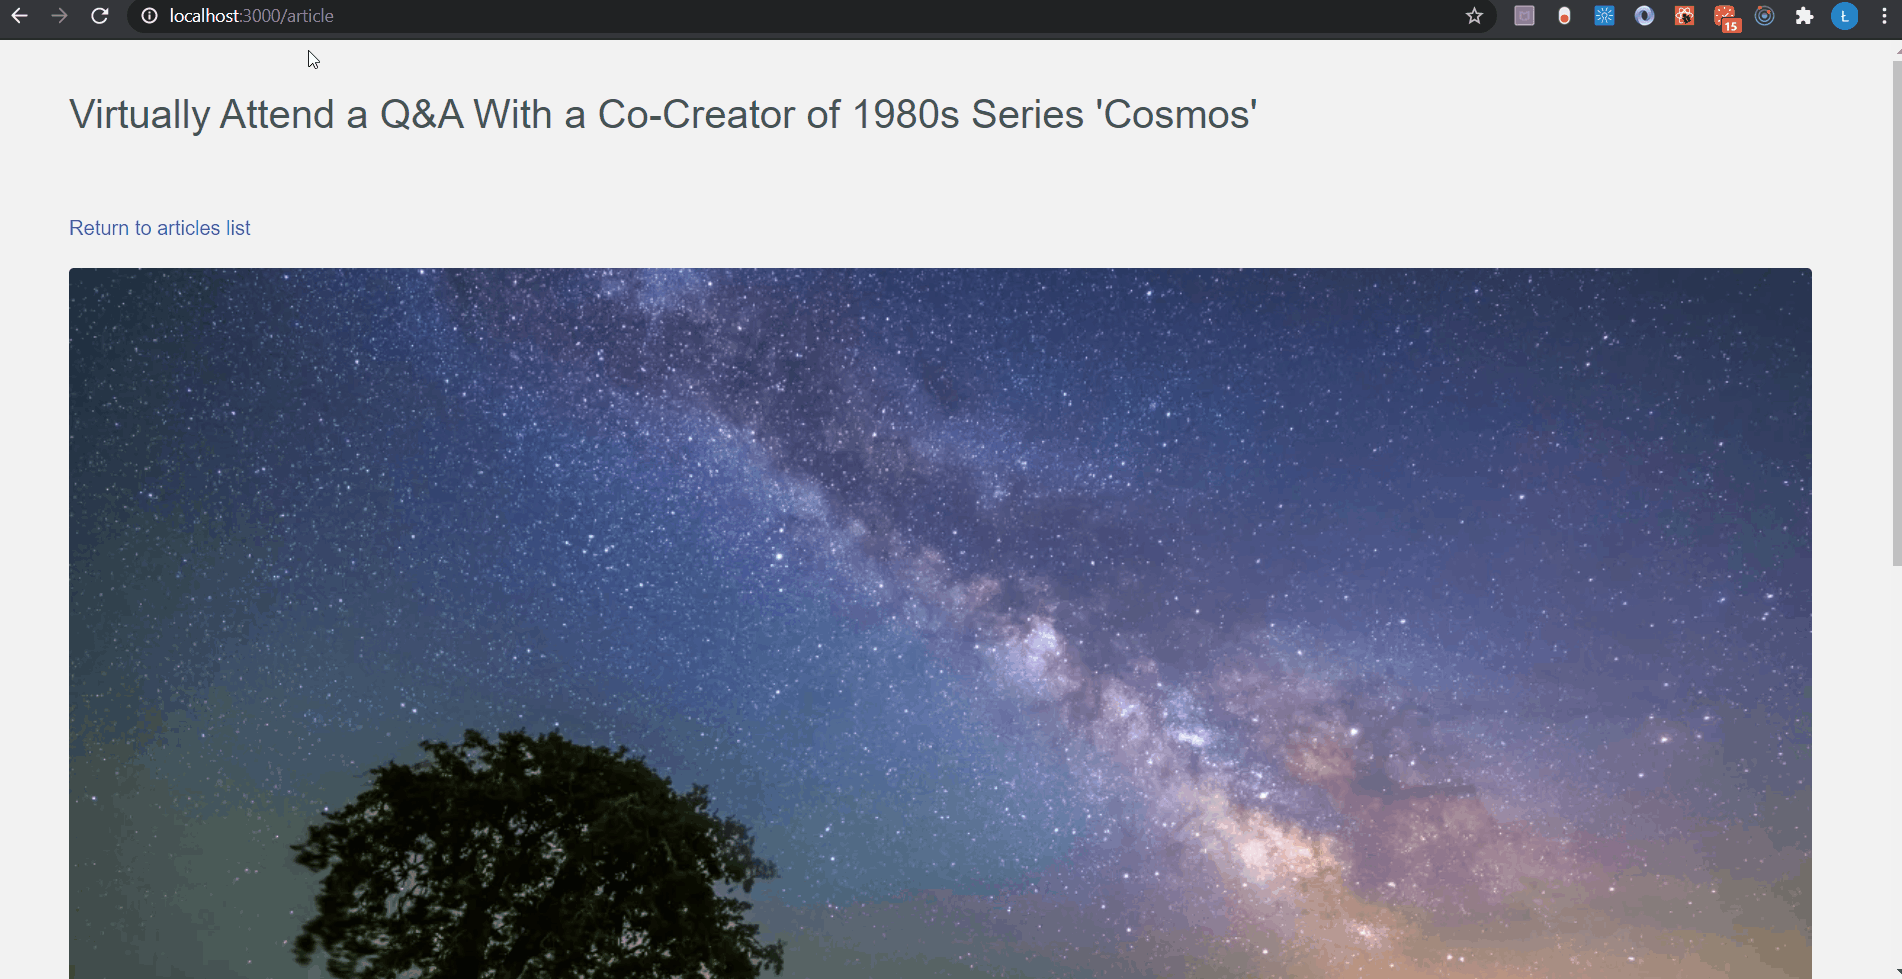 localhost:3000/article
15
Ł
Virtually Attend a Q&A With a Co-Creator of 1980s Series 'Cosmos'
Return to articles list